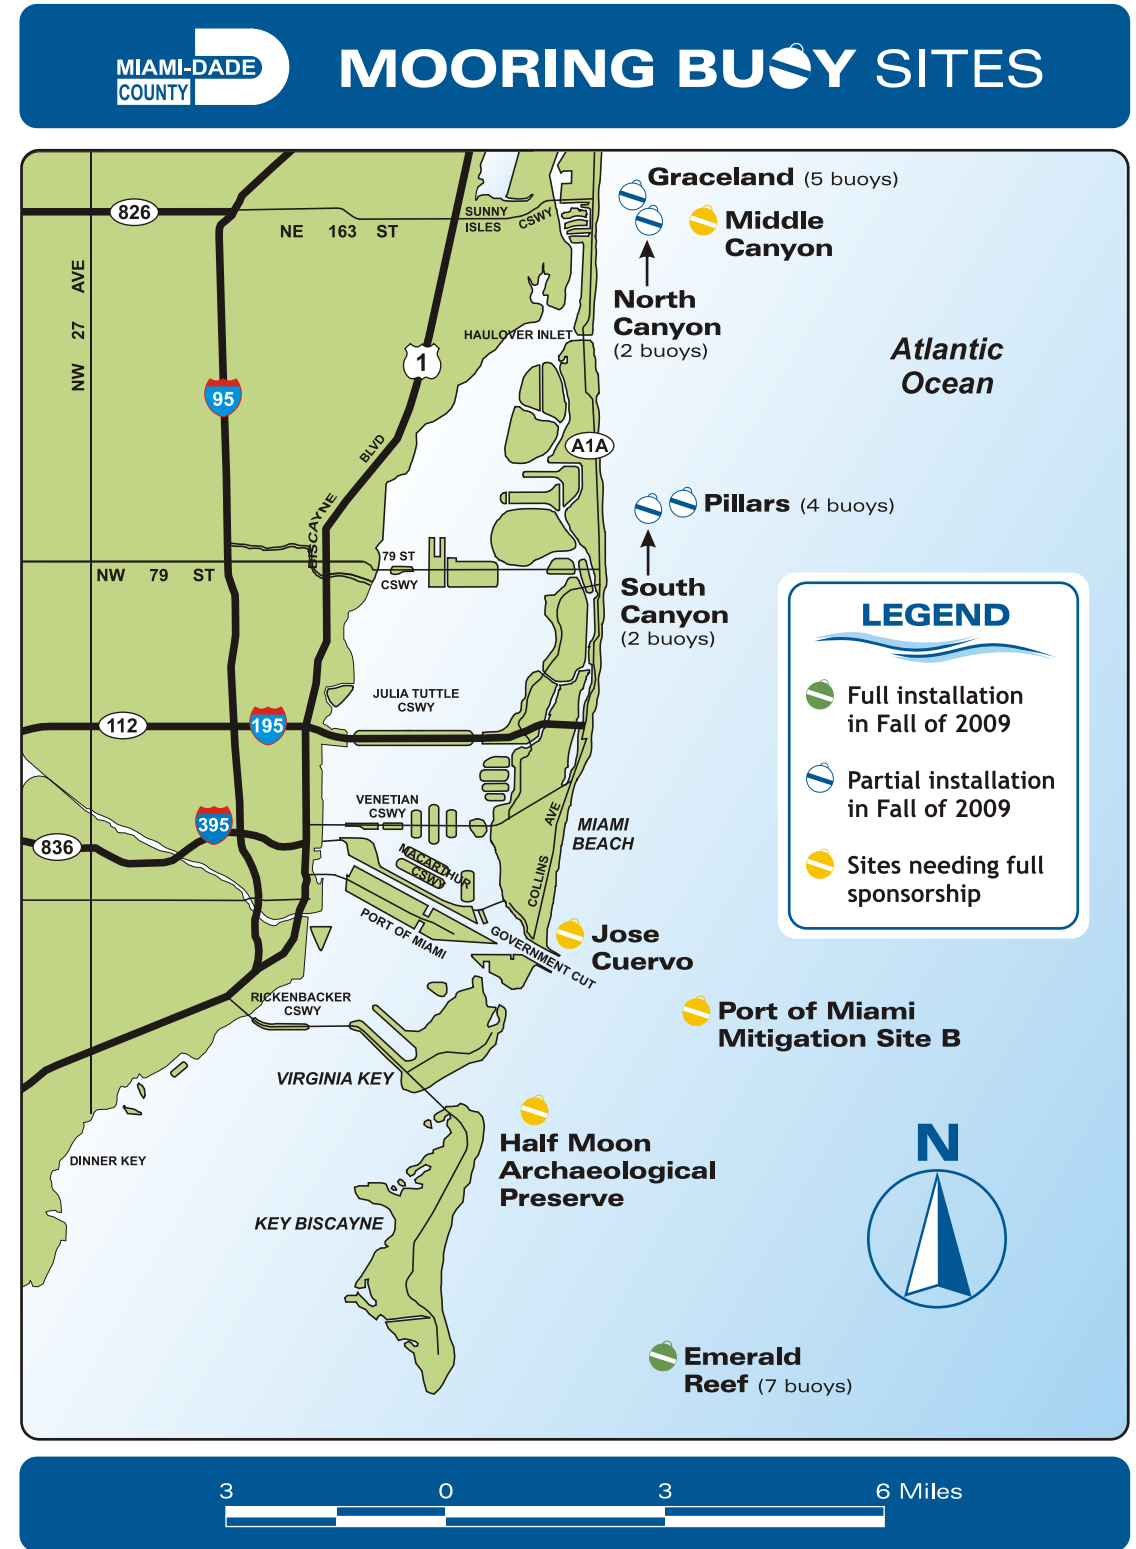 MIAMI-DADE
COUNTY
MOORING BUOY SITES
Graceland (5 buoys)
Middle
Canyon
North
Canyon
(2 buoys)
826
NE 163 ST
SUNNY
ISLES
CSWY
NW 27 AVE
HAULOVER INLET
1
95
A1A
Atlantic
Ocean
BISCAYNE BLVD
Pillars (4 buoys)
South
Canyon
(2 buoys)
NW 79 ST
79 ST
CSWY
LEGEND
Full installation
in Fall of 2009
Partial installation
in Fall of 2009
Sites needing full
sponsorship
JULIA TUTTLE
CSWY
112
195
VENETIAN
CSWY
395
836
MIAMI
BEACH
COLLINS AVE
MACARTHUR
CSWY
PORT OF MIAMI
GOVERNMENT CUT
Jose
Cuervo
RICKENBACKER
CSWY
Port of Miami
Mitigation Site B
VIRGINIA KEY
Half Moon
Archaeological
Preserve
DINNER KEY
KEY BISCAYNE
N
Emerald
Reef (7 buoys)
3 0 3 6 Miles